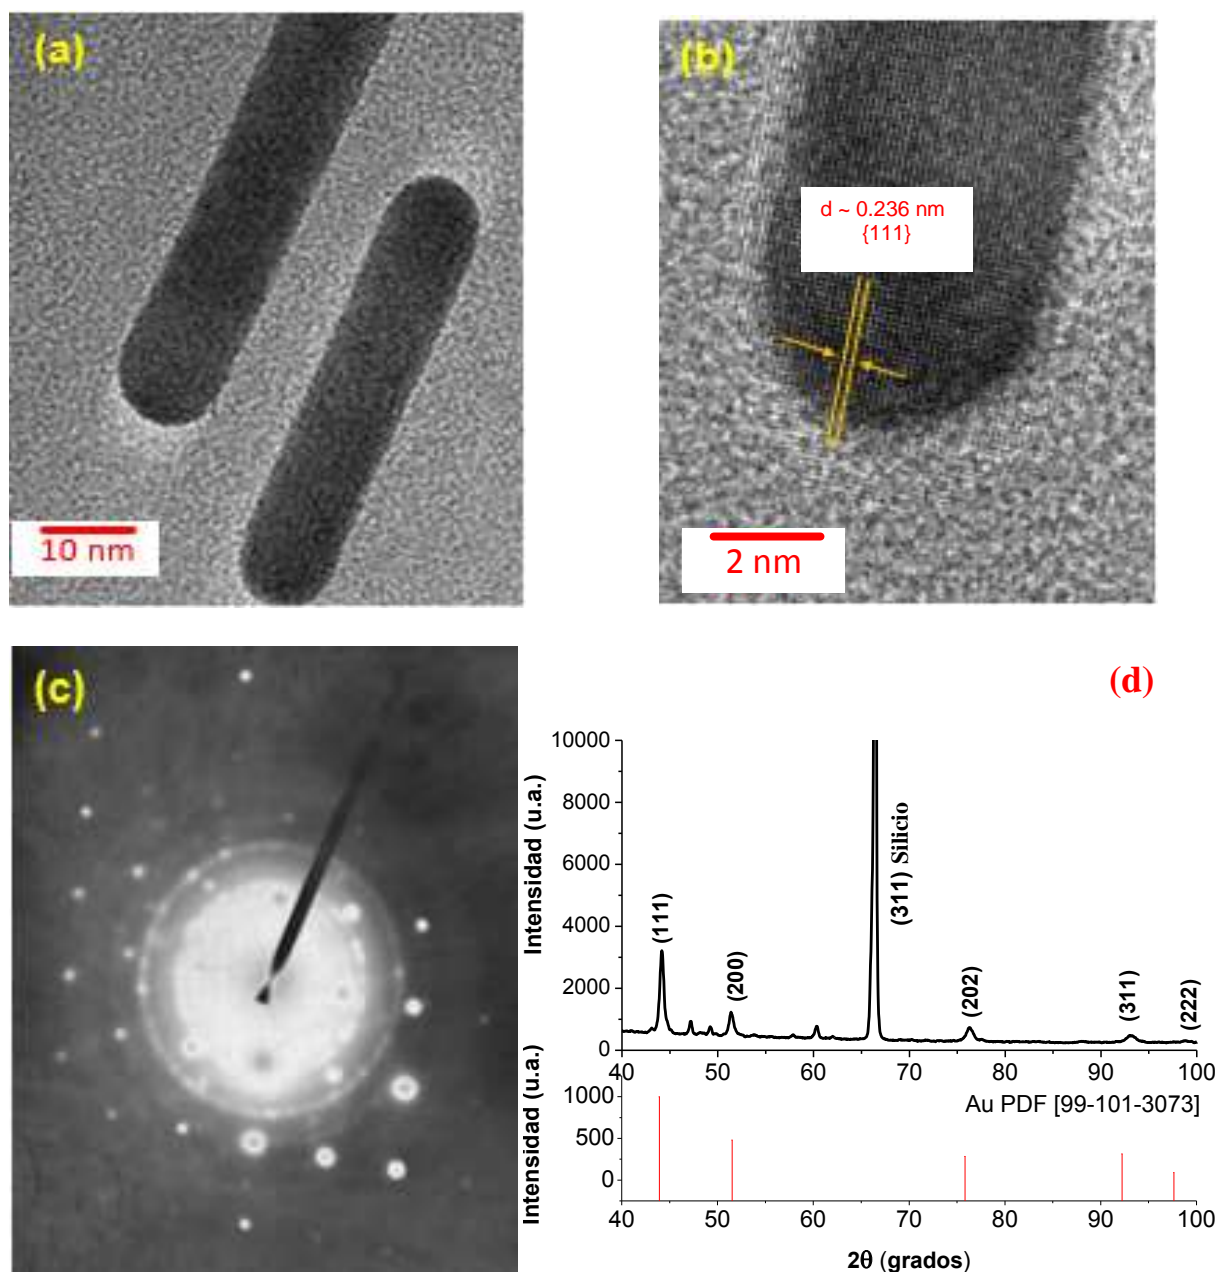 (a)
10 nm
(b)
d ~ 0.236 nm
{111}
2 nm
(c)
(d)
Intensidad (u.a.)
10000
8000
6000
4000
2000
0
(111)
(200)
(311) Silicio
(202)
(311)
(222)
40 50 60 70 80 90 100
Intensidad (u.a.)
1000
500
0
Au PDF [99-101-3073]
40 50 60 70 80 90 100
2θ (grados)